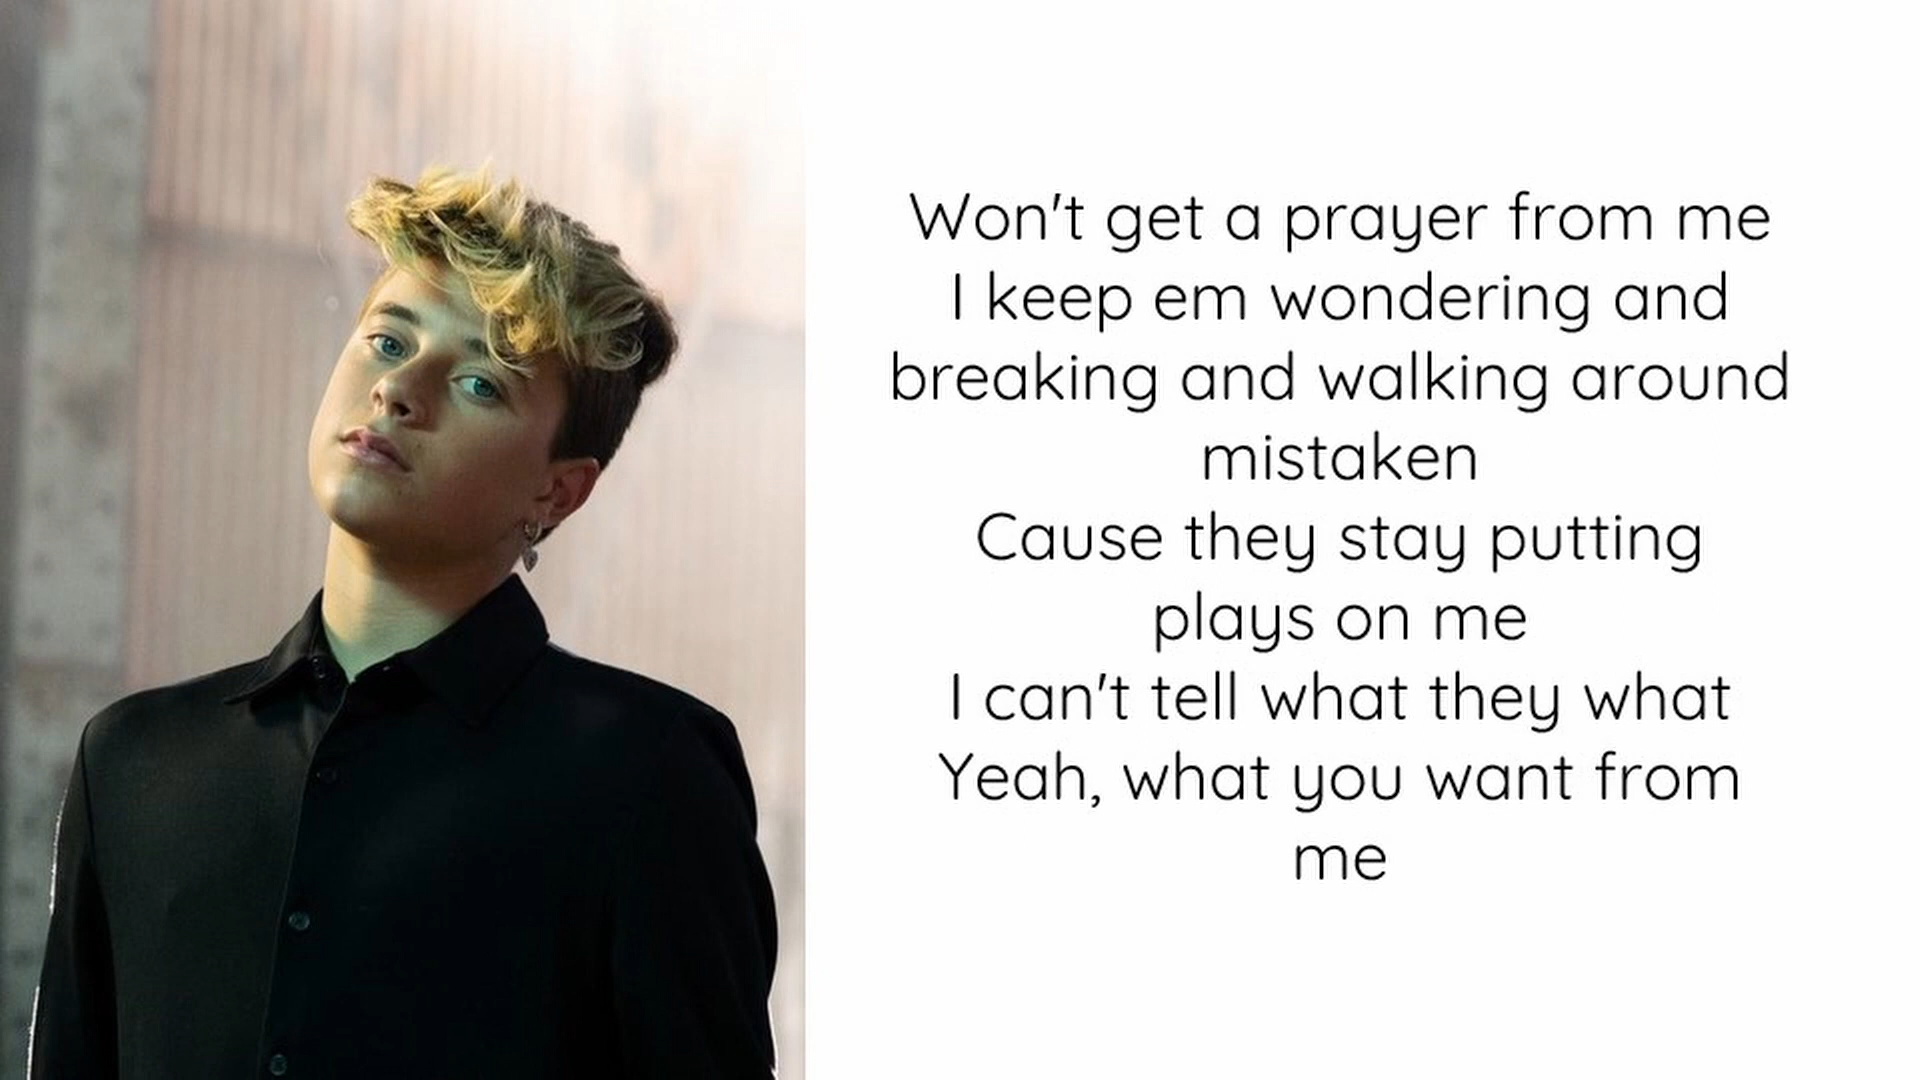 Won't get a prayer from me
I keep em wondering and
breaking and walking around
mistaken
Cause they stay putting
plays on me
I can't tell what they what
Yeah, what you want from
me